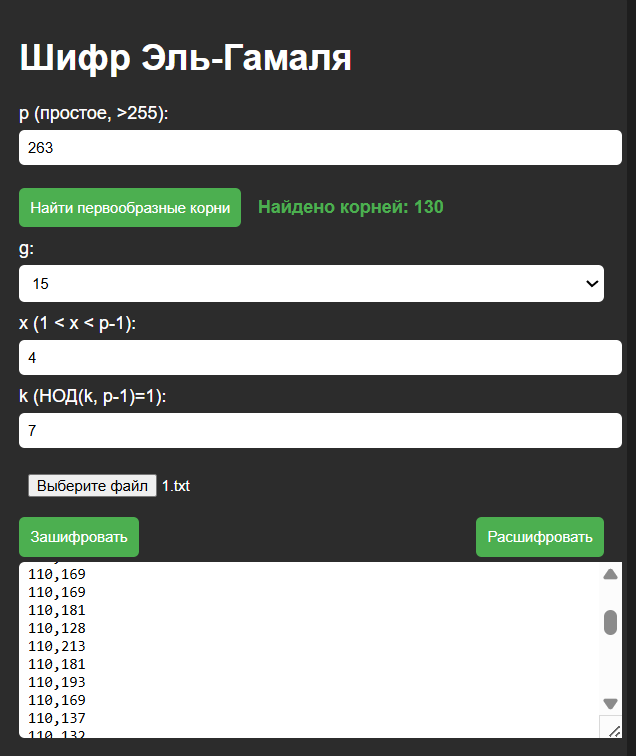 Шифр Эль-Гамаля
p (простое, >255):
263
Найти первообразные корни
Найдено корней: 130
g:
15
x (1 < x < p-1):
4
k (НОД(k, p-1)=1):
7
Выберите файл 1.txt
Зашифровать
Расшифровать
110,169
110,169
110,181
110,128
110,213
110,181
110,193
110,169
110,137
110,132